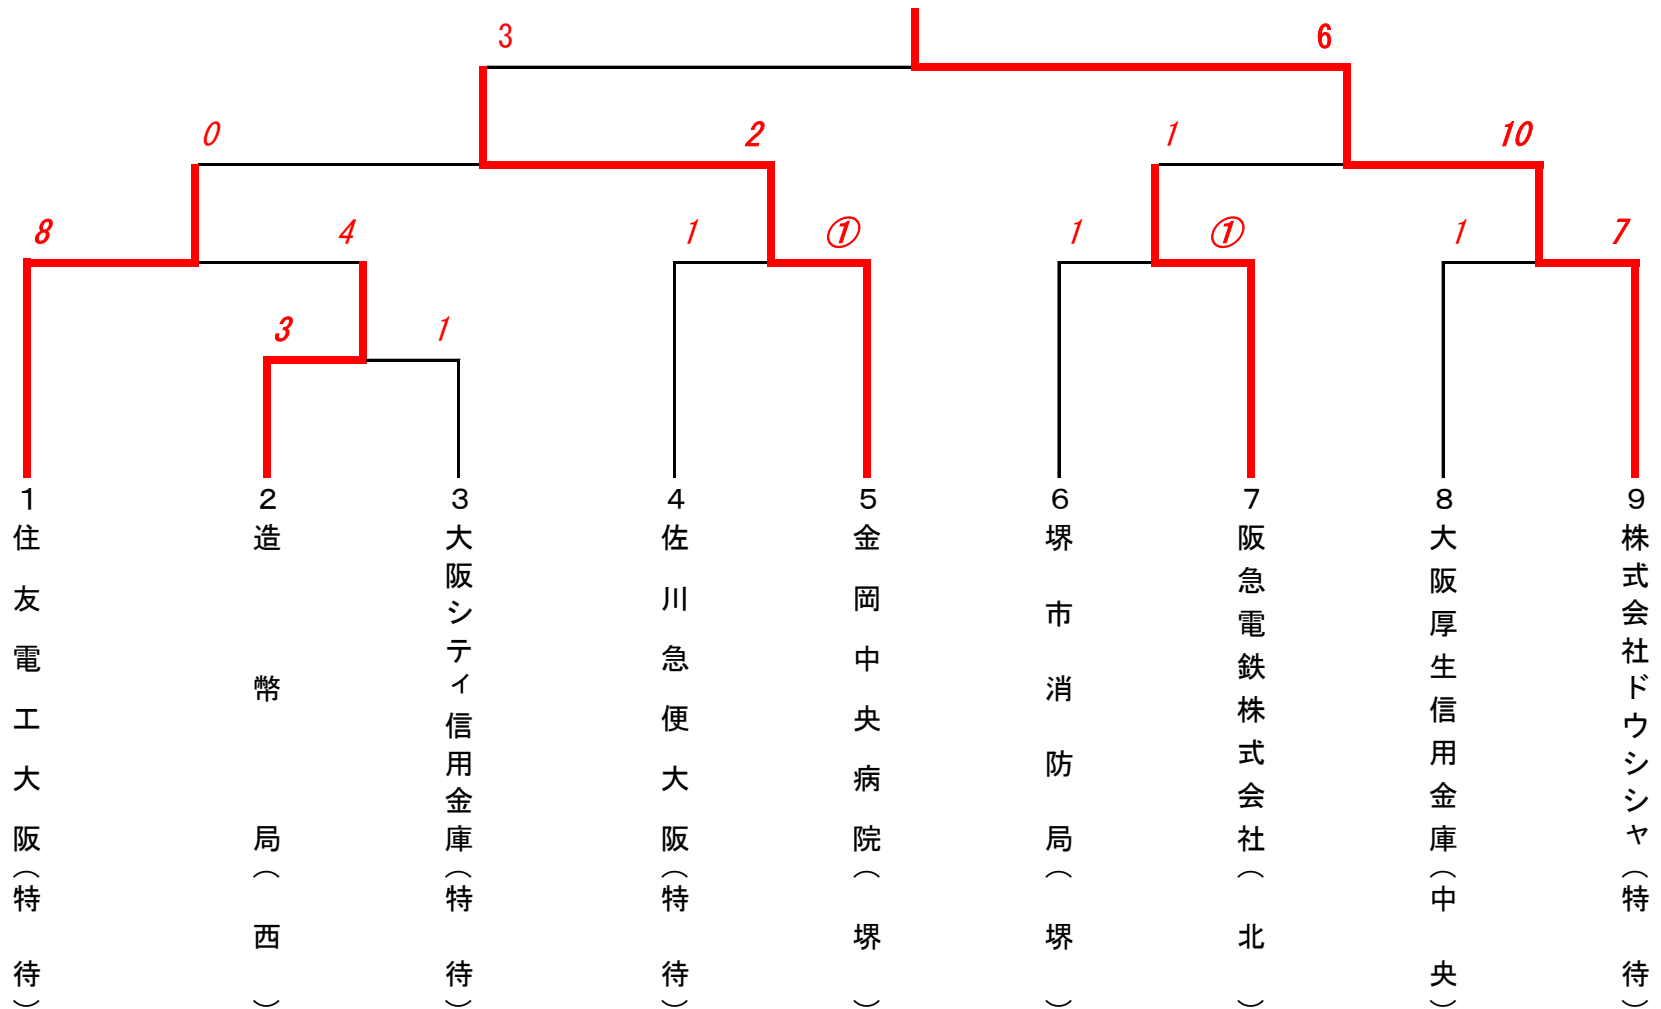 3 6
0 2 1 10
8 4 1 ① 1 ① 1 7
3 1
1 2 3 4 5 6 7 8 9
住友電工大阪(特待)
造幣局(西)
大阪シティ信用金庫(特待)
佐川急便大阪(特待)
金岡中央病院(堺)
堺市消防局(堺)
阪急電鉄株式会社(北)
大阪厚生信用金庫(中央)
株式会社ドウシシャ(特待)